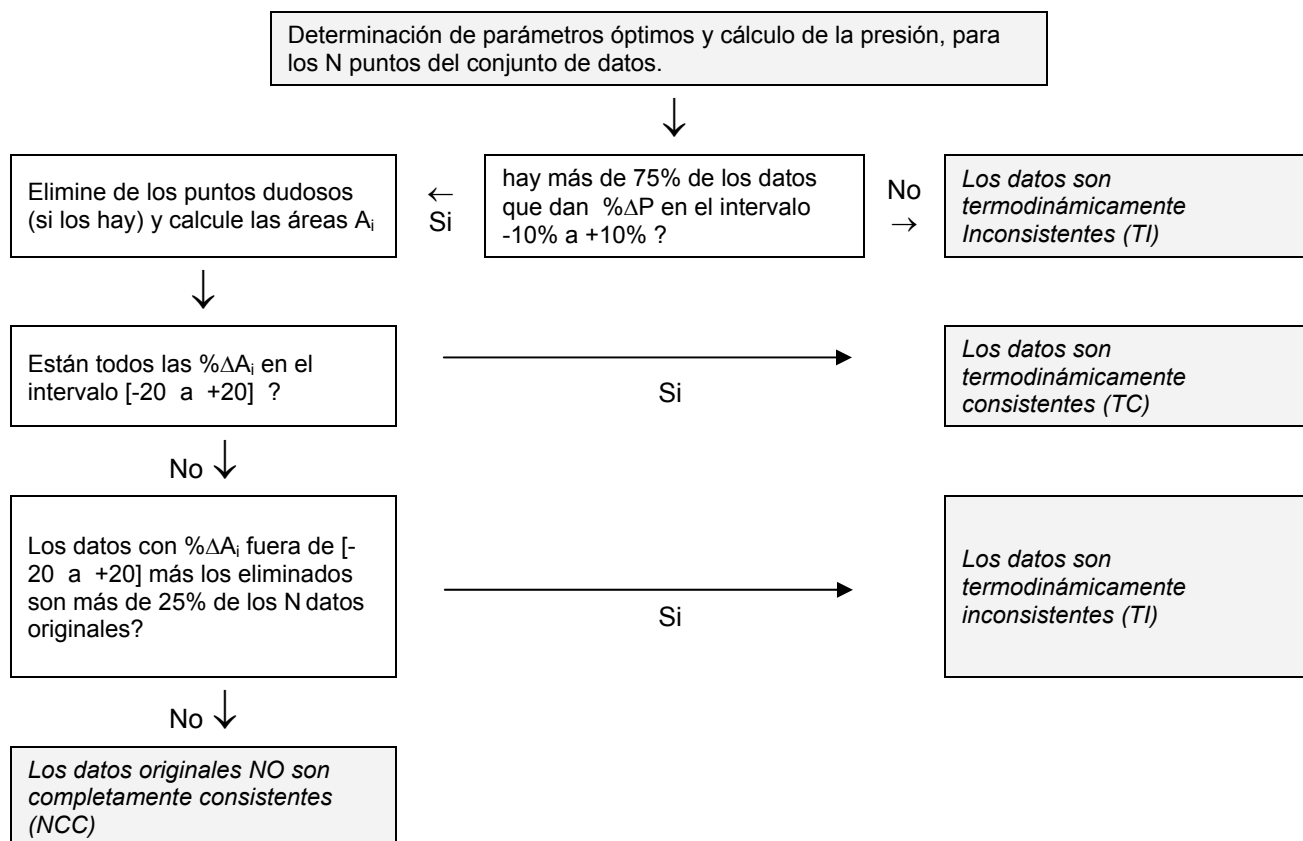 Determinación de parámetros óptimos y cálculo de la presión, para
los N puntos del conjunto de datos.
↓
Elimine de los puntos dudosos
(si los hay) y calcule las áreas Aᵢ
←
Si
hay más de 75% de los datos
que dan %∆P en el intervalo
-10% a +10% ?
No
→
Los datos son
termodinámicamente
Inconsistentes (TI)
↓
Están todos las %∆Aᵢ en el
intervalo [-20 a +20] ?
Si
Los datos son
termodinámicamente
consistentes (TC)
No ↓
Los datos con %∆Aᵢ fuera de [-
20 a +20] más los eliminados
son más de 25% de los N datos
originales?
Si
Los datos son
termodinámicamente
inconsistentes (TI)
No ↓
Los datos originales NO son
completamente consistentes
(NCC)